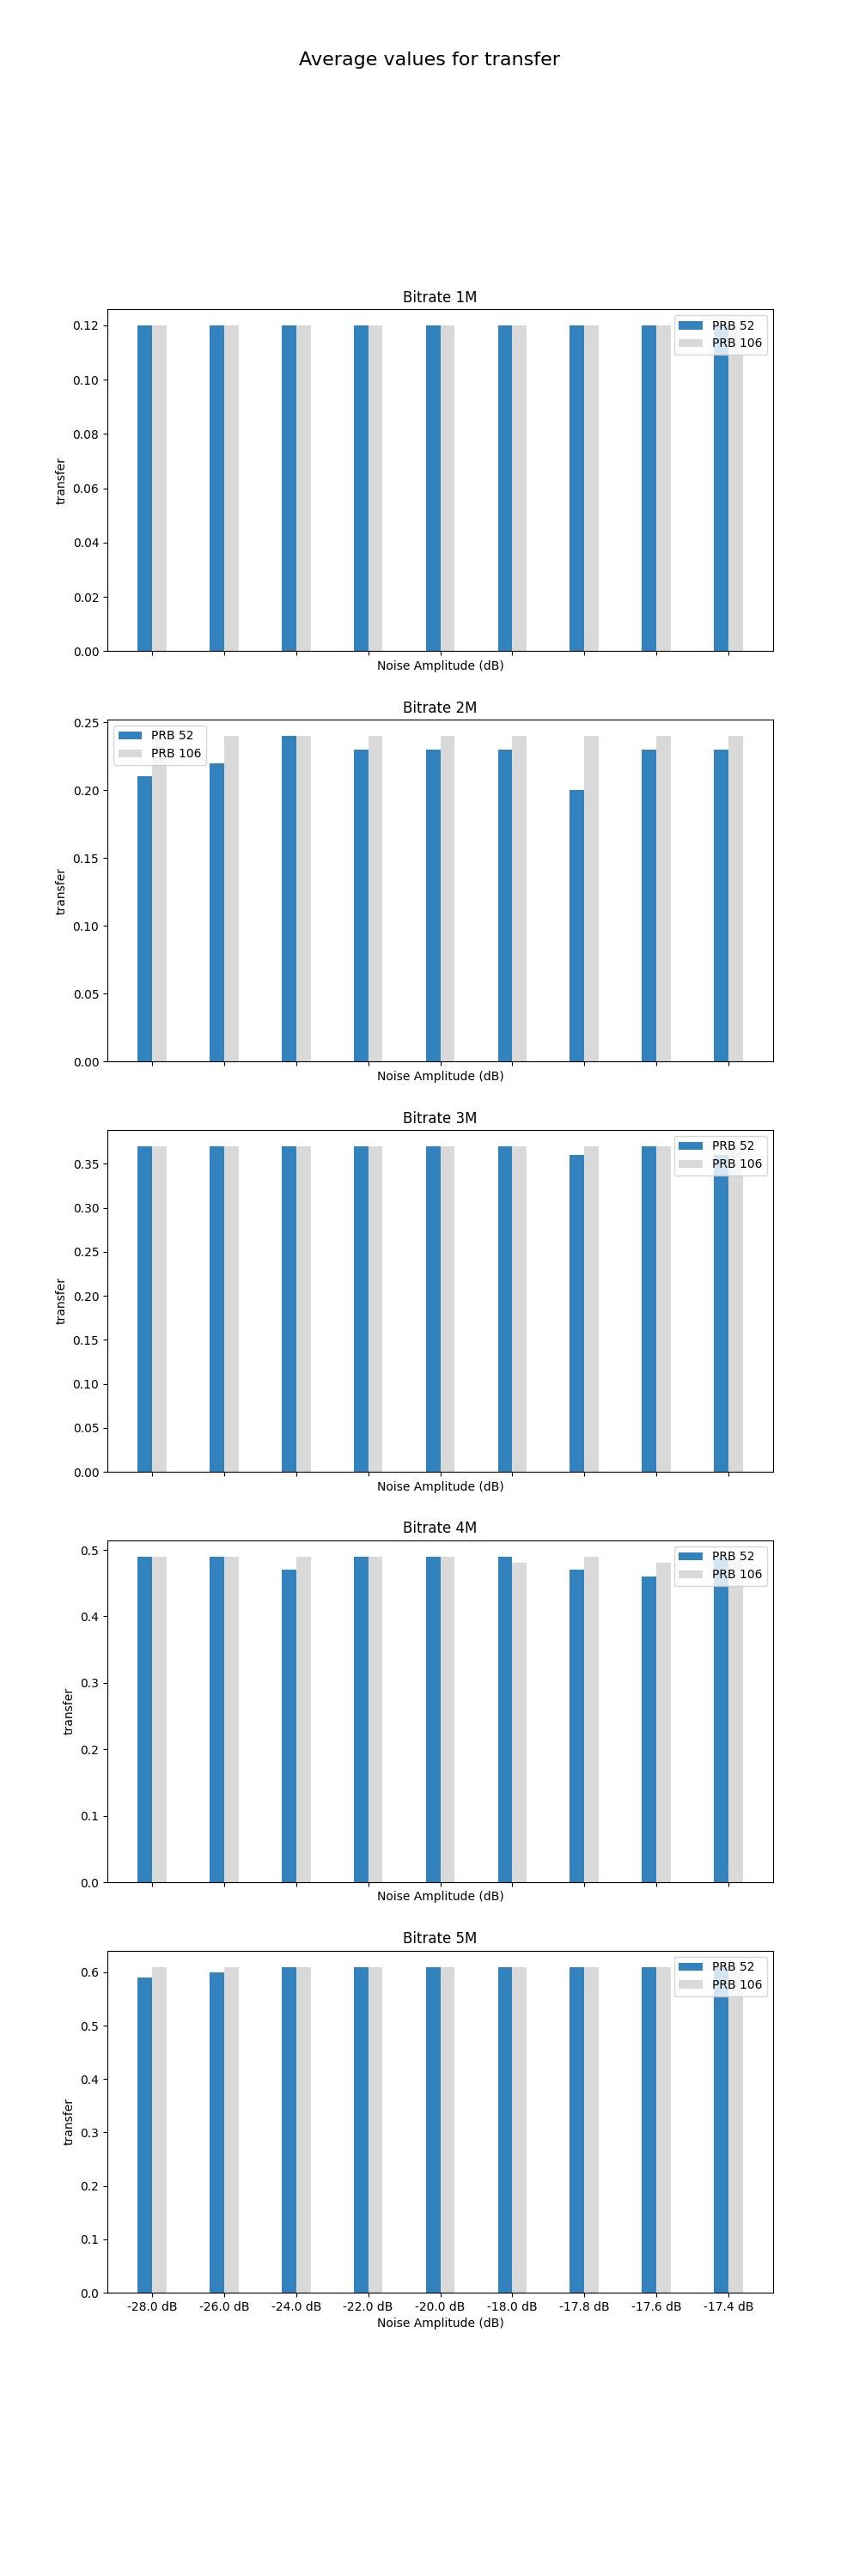 Average values for transfer
Bitrate 1M
0.12
0.10
0.08
0.06
0.04
0.02
0.00
transfer
PRB 52
PRB 106
Noise Amplitude (dB)
Bitrate 2M
0.25
0.20
0.15
0.10
0.05
0.00
transfer
PRB 52
PRB 106
Noise Amplitude (dB)
Bitrate 3M
0.35
0.30
0.25
0.20
0.15
0.10
0.05
0.00
transfer
PRB 52
PRB 106
Noise Amplitude (dB)
Bitrate 4M
0.5
0.4
0.3
0.2
0.1
0.0
transfer
PRB 52
PRB 106
Noise Amplitude (dB)
Bitrate 5M
0.6
0.5
0.4
0.3
0.2
0.1
0.0
transfer
PRB 52
PRB 106
-28.0 dB -26.0 dB -24.0 dB -22.0 dB -20.0 dB -18.0 dB -17.8 dB -17.6 dB -17.4 dB
Noise Amplitude (dB)